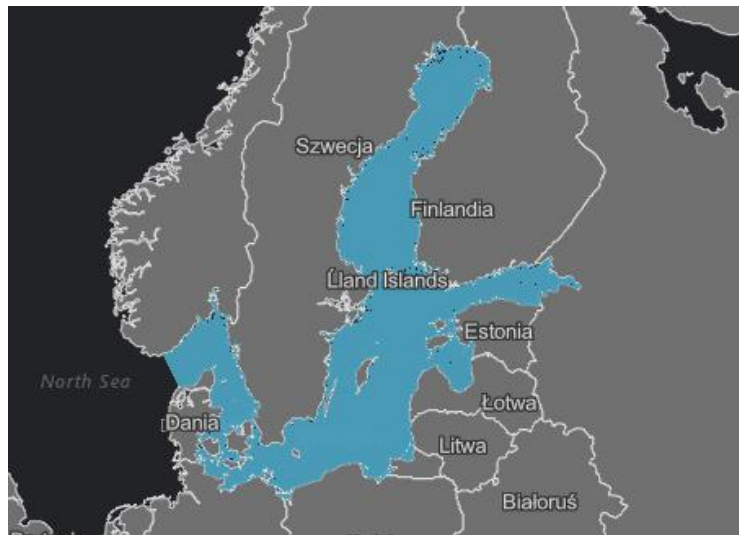 Szwecja
Finlandia
Ĺland Islands
Estonia
North Sea
Łotwa
Dania
Litwa
Białoruś